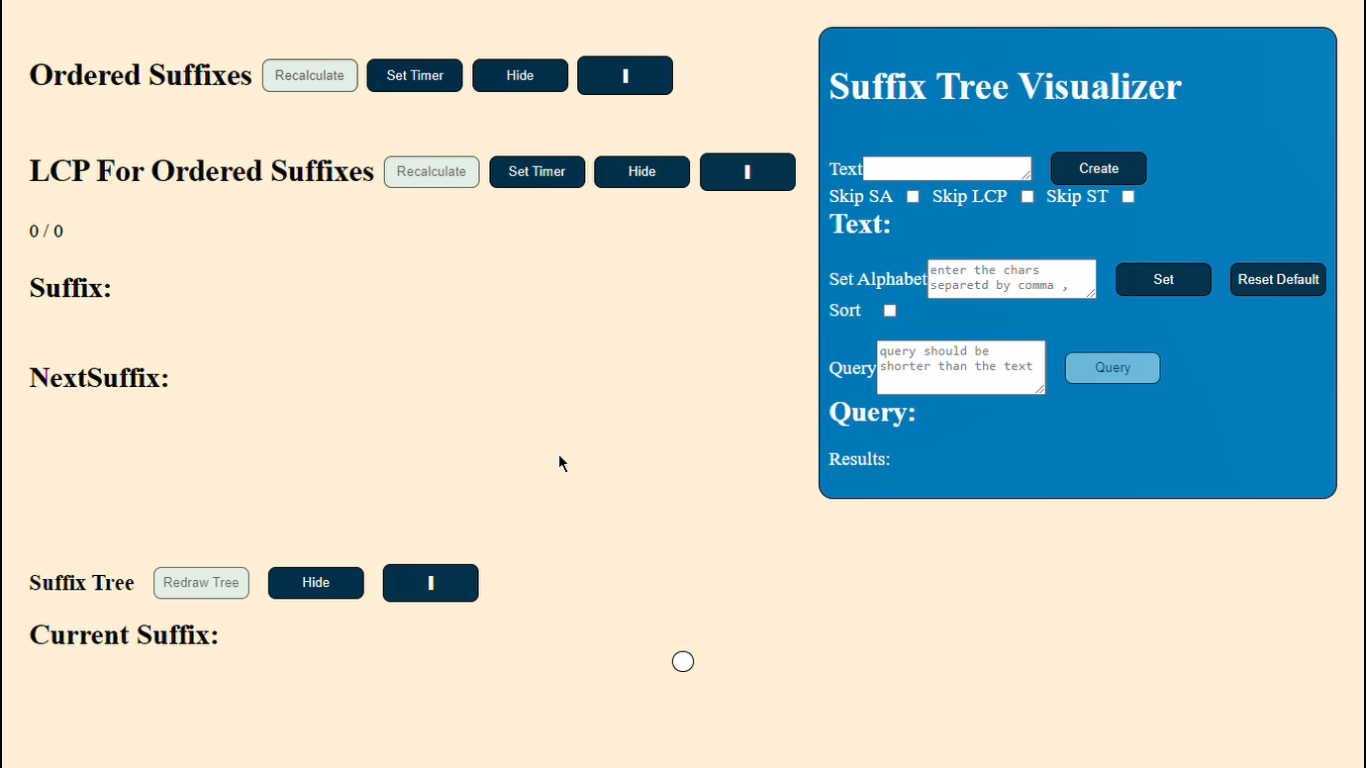 Ordered Suffixes Recalculate Set Timer Hide
LCP For Ordered Suffixes Recalculate Set Timer Hide
0 / 0
Suffix:
NextSuffix:
Suffix Tree Redraw Tree Hide
Current Suffix:
Suffix Tree Visualizer
Text Create
Skip SA Skip LCP Skip ST
Text:
Set Alphabet enter the chars
separetd by comma , Set Reset Default
Sort
Query query should be
shorter than the text Query
Query:
Results: